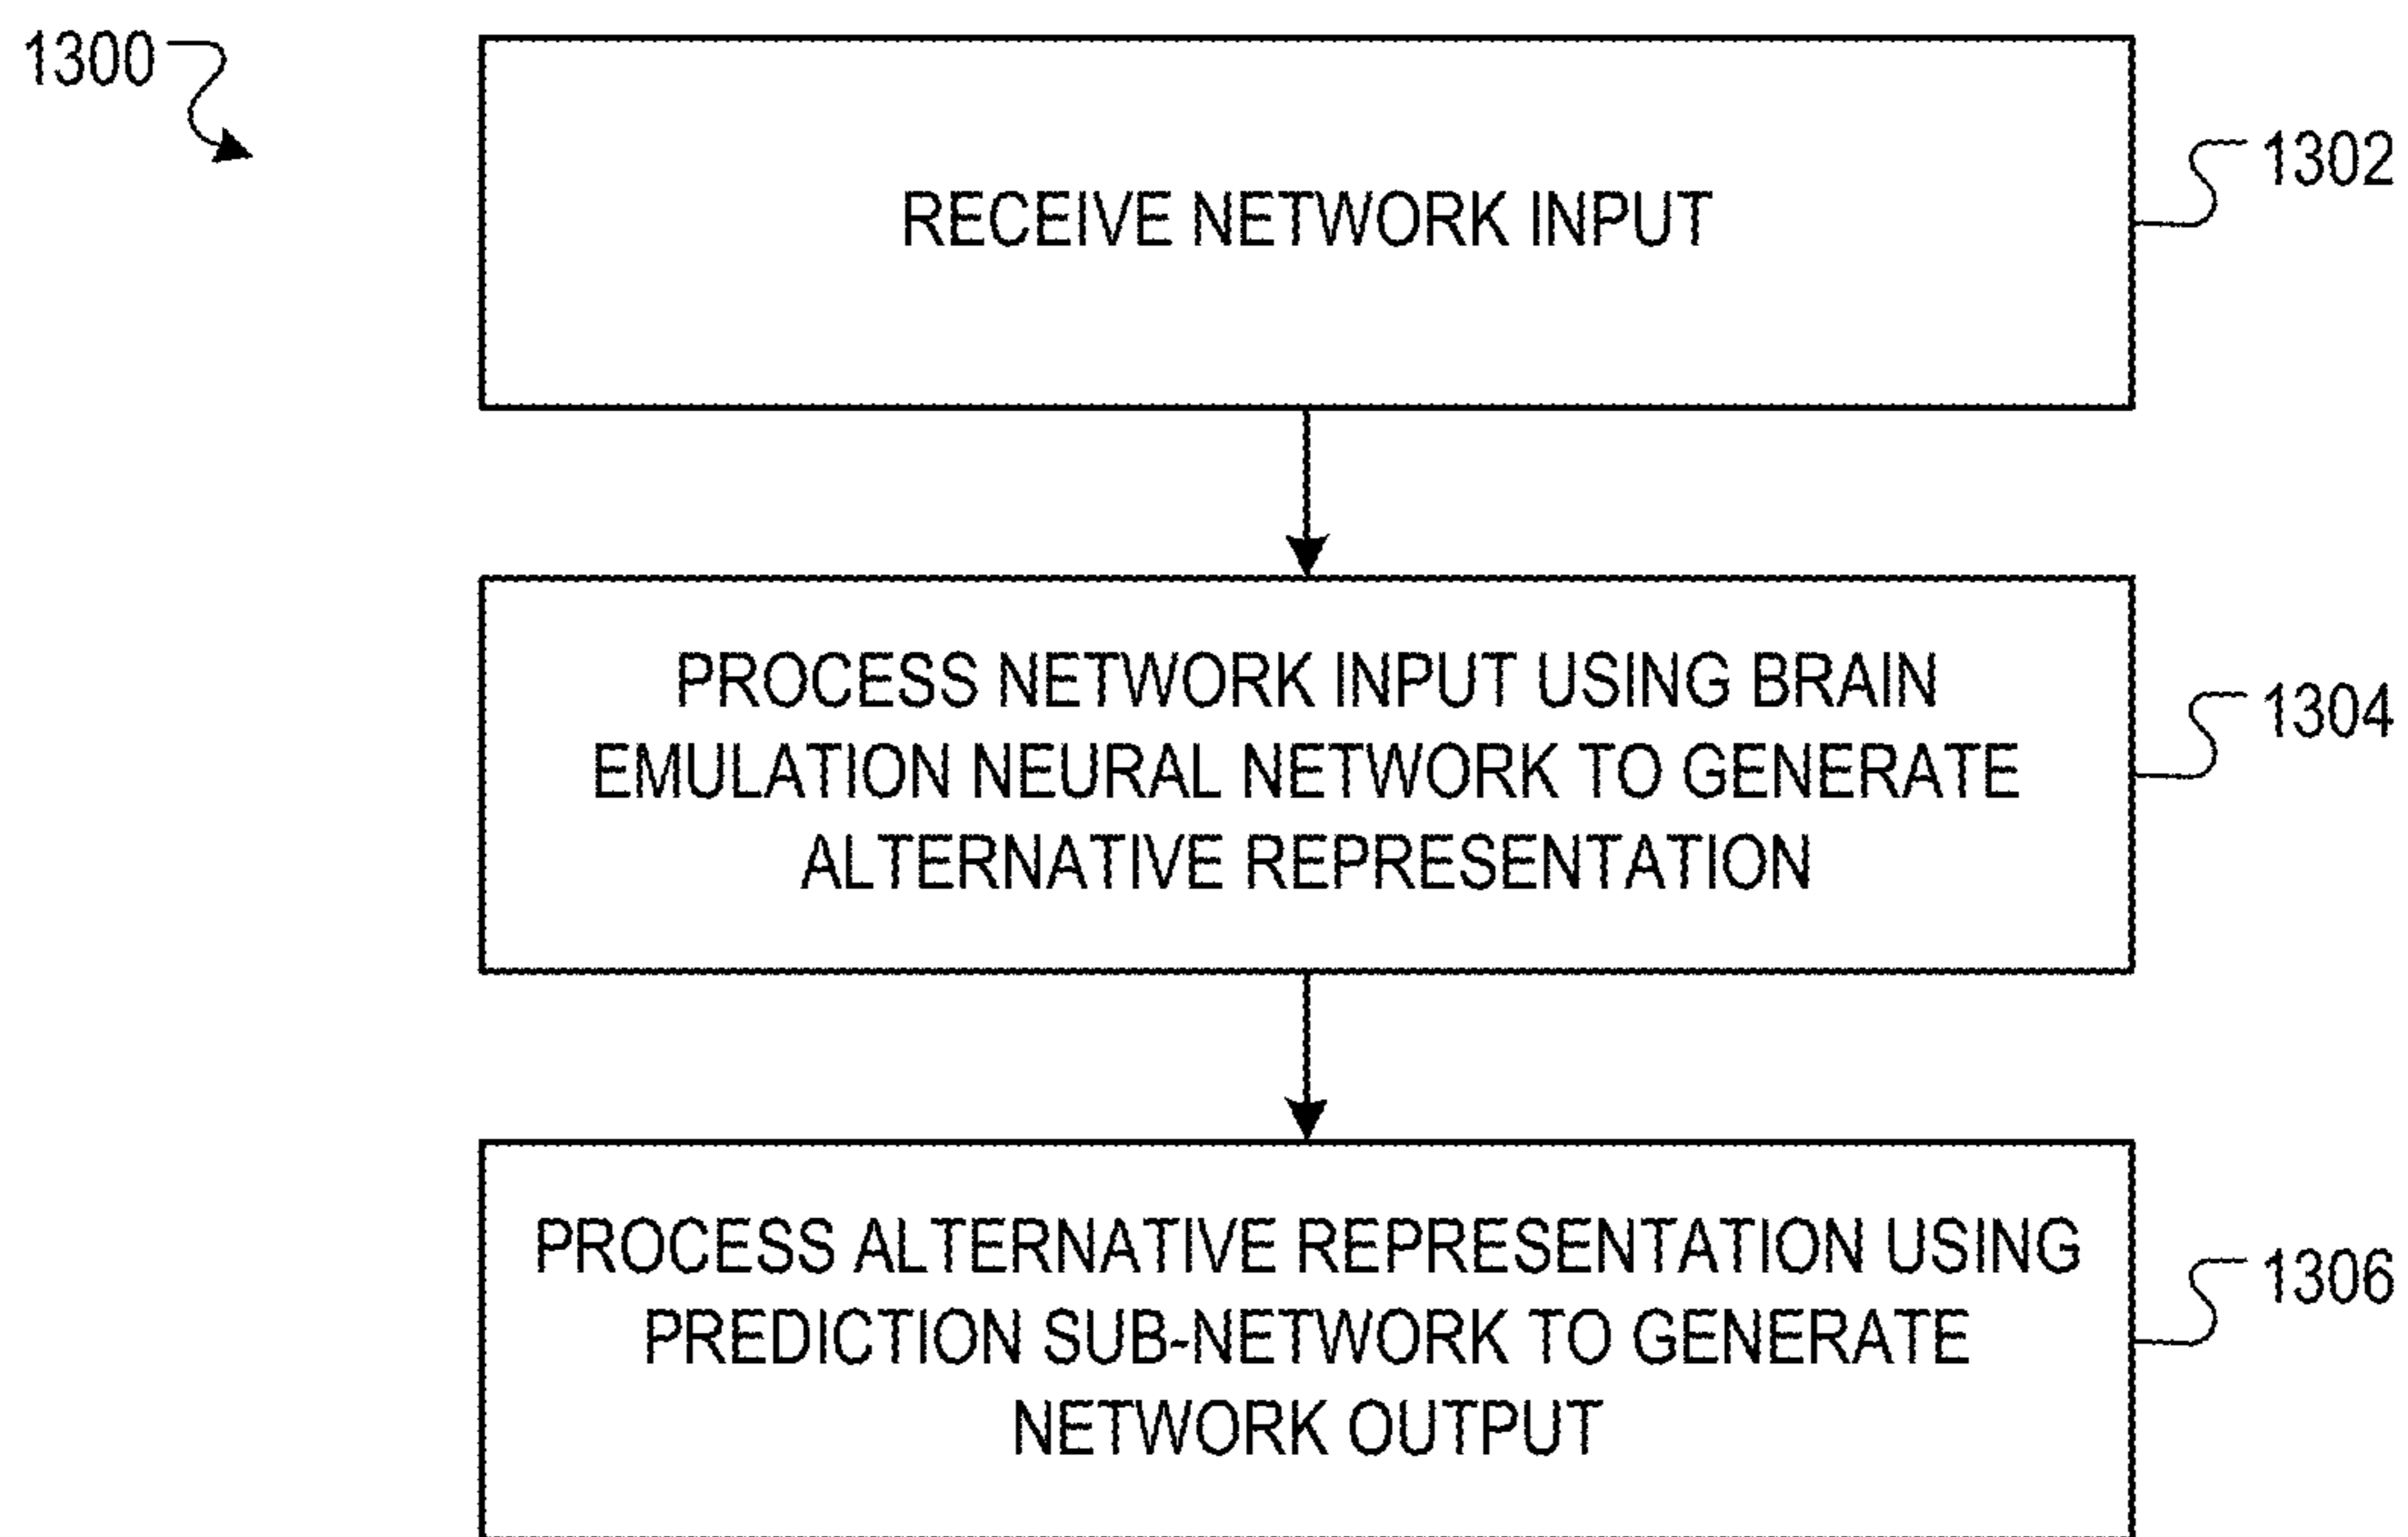 1300
RECEIVE NETWORK INPUT
1302
PROCESS NETWORK INPUT USING BRAIN
EMULATION NEURAL NETWORK TO GENERATE
ALTERNATIVE REPRESENTATION
1304
PROCESS ALTERNATIVE REPRESENTATION USING
PREDICTION SUB-NETWORK TO GENERATE
NETWORK OUTPUT
1306